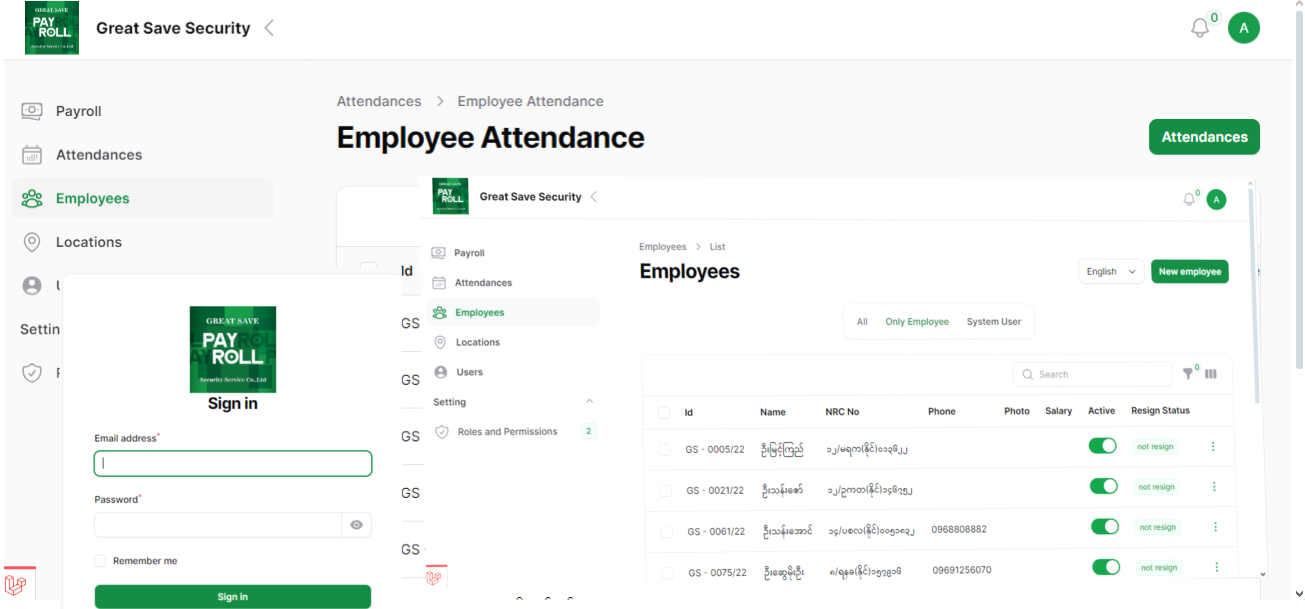 GREAT SAVE
PAY
ROLL
Security Service Co.,Ltd
Great Save Security
0
A
Payroll
Attendances
Employees
Locations
Settin
Attendances > Employee Attendance
Employee Attendance
Attendances
Id
GS
GS
GS
GS
GS
GREAT SAVE
PAY
ROLL
Security Service Co.,Ltd
Sign in
Email address*
Password*
Remember me
Sign in
PAY
ROLL
Great Save Security
0
A
Payroll
Attendances
Employees
Locations
Users
Setting
Roles and Permissions 2
Employees > List
Employees
English
New employee
All Only Employee System User
Search
0
Id Name NRC No Phone Photo Salary Active Resign Status
GS - 0005/22 ဦးမြင့်ကြည် ၁၂/မရက(နိုင်)၀၁၃၆၂၂ not resign
GS - 0021/22 ဦးသန်းဇော် ၁၂/ဥကတ(နိုင်)၁၄၆၇၅၂ not resign
GS - 0061/22 ဦးသန်းအောင် ၁၄/ပစလ(နိုင်)၀၀၅၁၈၃၂ 0968808882 not resign
GS - 0075/22 ဦးဆွေမိုးဦး ၈/ရနခ(နိုင်)၁၅၇၉၁၆ 09691256070 not resign